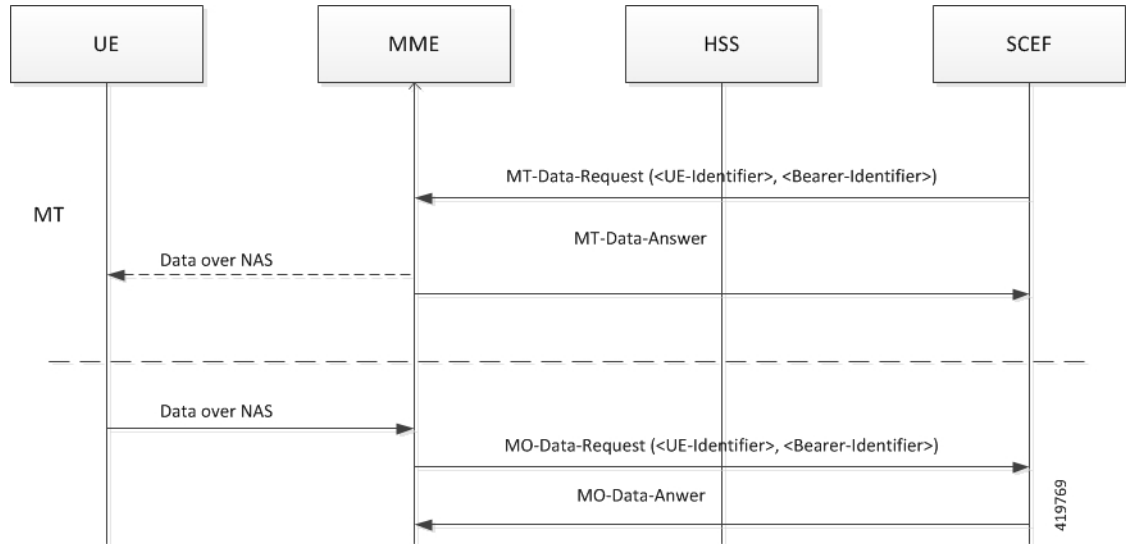 UE
MME
HSS
SCEF
MT-Data-Request (<UE-Identifier>, <Bearer-Identifier>)
MT
MT-Data-Answer
Data over NAS
Data over NAS
MO-Data-Request (<UE-Identifier>, <Bearer-Identifier>)
MO-Data-Anwer
419769